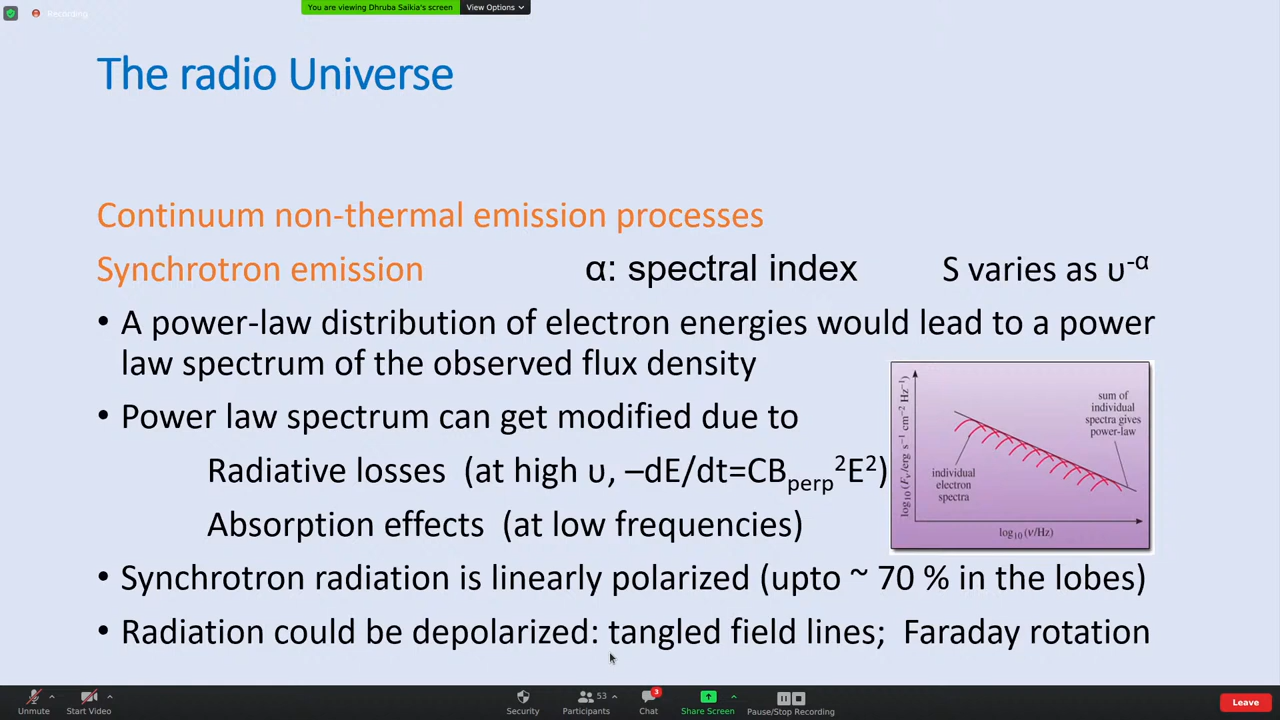 Recording
You are viewing Dhruba Saikia's screen
View Options
The radio Universe
Continuum non-thermal emission processes
Synchrotron emission α: spectral index S varies as υ^-α
• A power-law distribution of electron energies would lead to a power
law spectrum of the observed flux density
• Power law spectrum can get modified due to
Radiative losses (at high υ, –dE/dt=CB_perp^2E^2)
Absorption effects (at low frequencies)
log10 (Fν/erg s^-1 cm^-2 Hz^-1)
sum of
individual
spectra gives
power-law
individual
electron
spectra
log10 (ν/Hz)
• Synchrotron radiation is linearly polarized (upto ~ 70 % in the lobes)
• Radiation could be depolarized: tangled field lines; Faraday rotation
Unmute
Start Video
Security
53
Participants
3
Chat
Share Screen
Pause/Stop Recording
Leave